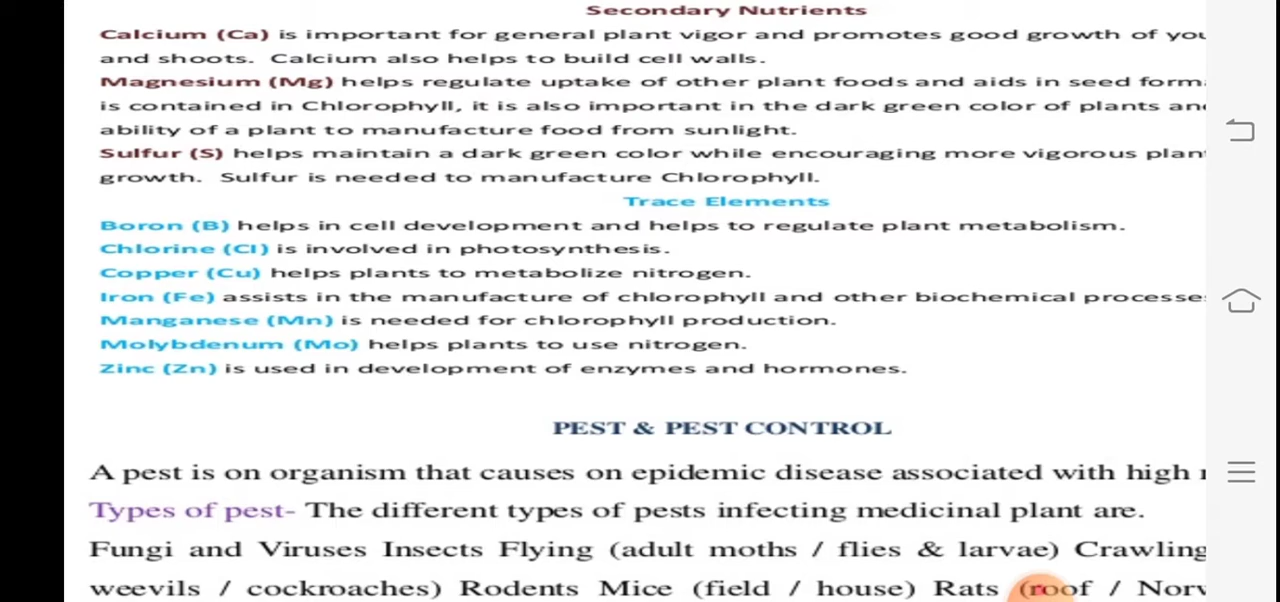 Secondary Nutrients
Calcium (Ca) is important for general plant vigor and promotes good growth of
and shoots. Calcium also helps to build cell walls.
Magnesium (Mg) helps regulate uptake of other plant foods and aids in seed
is contained in Chlorophyll, it is also important in the dark green color of plants
ability of a plant to manufacture food from sunlight.
Sulfur (S) helps maintain a dark green color while encouraging more vigorous
growth. Sulfur is needed to manufacture Chlorophyll.
Trace Elements
Boron (B) helps in cell development and helps to regulate plant metabolism.
Chlorine (Cl) is involved in photosynthesis.
Copper (Cu) helps plants to metabolize nitrogen.
Iron (Fe) assists in the manufacture of chlorophyll and other biochemical
Manganese (Mn) is needed for chlorophyll production.
Molybdenum (Mo) helps plants to use nitrogen.
Zinc (Zn) is used in development of enzymes and hormones.
PEST & PEST CONTROL
A pest is on organism that causes on epidemic disease associated with high
Types of pest- The different types of pests infecting medicinal plant are.
Fungi and Viruses Insects Flying (adult moths / flies & larvae) Crawling
weevils / cockroaches) Rodents Mice (field / house) Rats (roof /